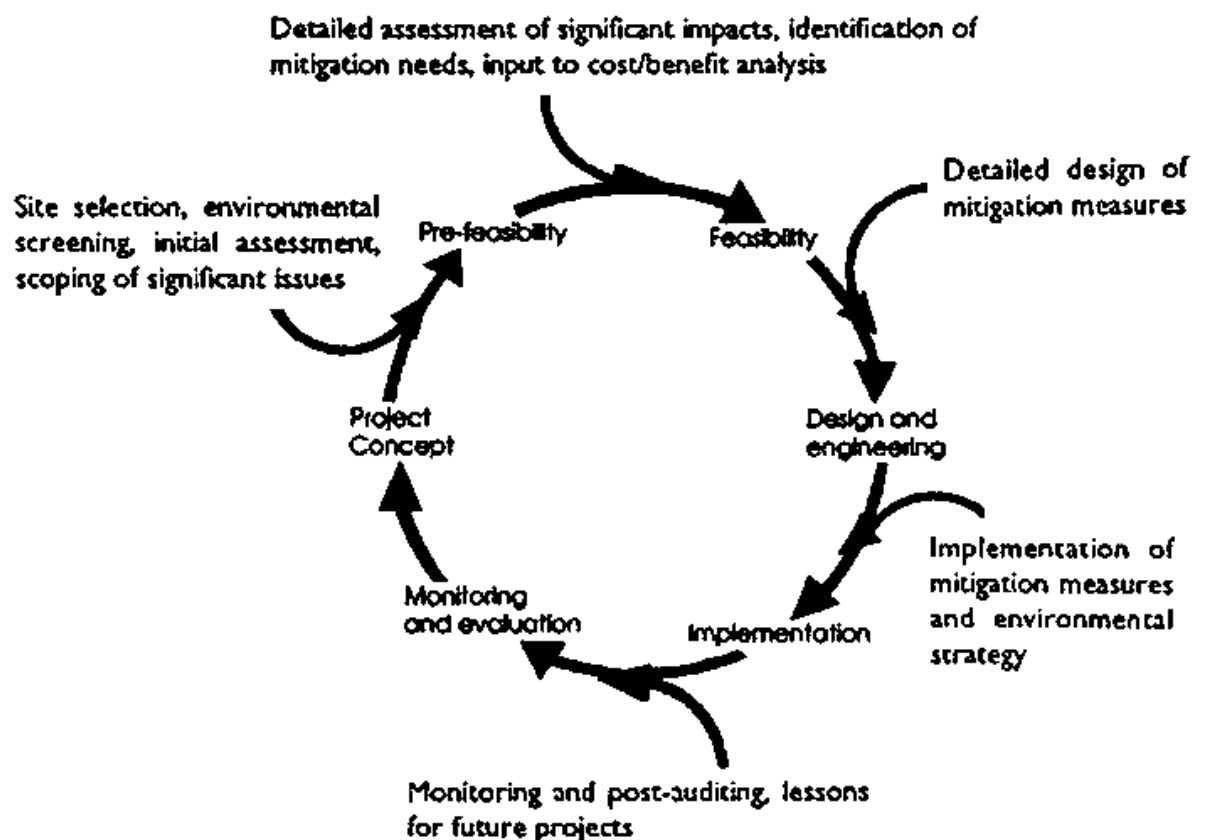 Detailed assessment of significant impacts, identification of
mitigation needs, input to cost/benefit analysis
Detailed design of
mitigation measures
Site selection, environmental
screening, initial assessment,
scoping of significant issues
Pre-feasibility
Feasibility
Project
Concept
Design and
engineering
Implementation of
mitigation measures
and environmental
strategy
Monitoring
and evaluation
Implementation
Monitoring and post-auditing, lessons
for future projects